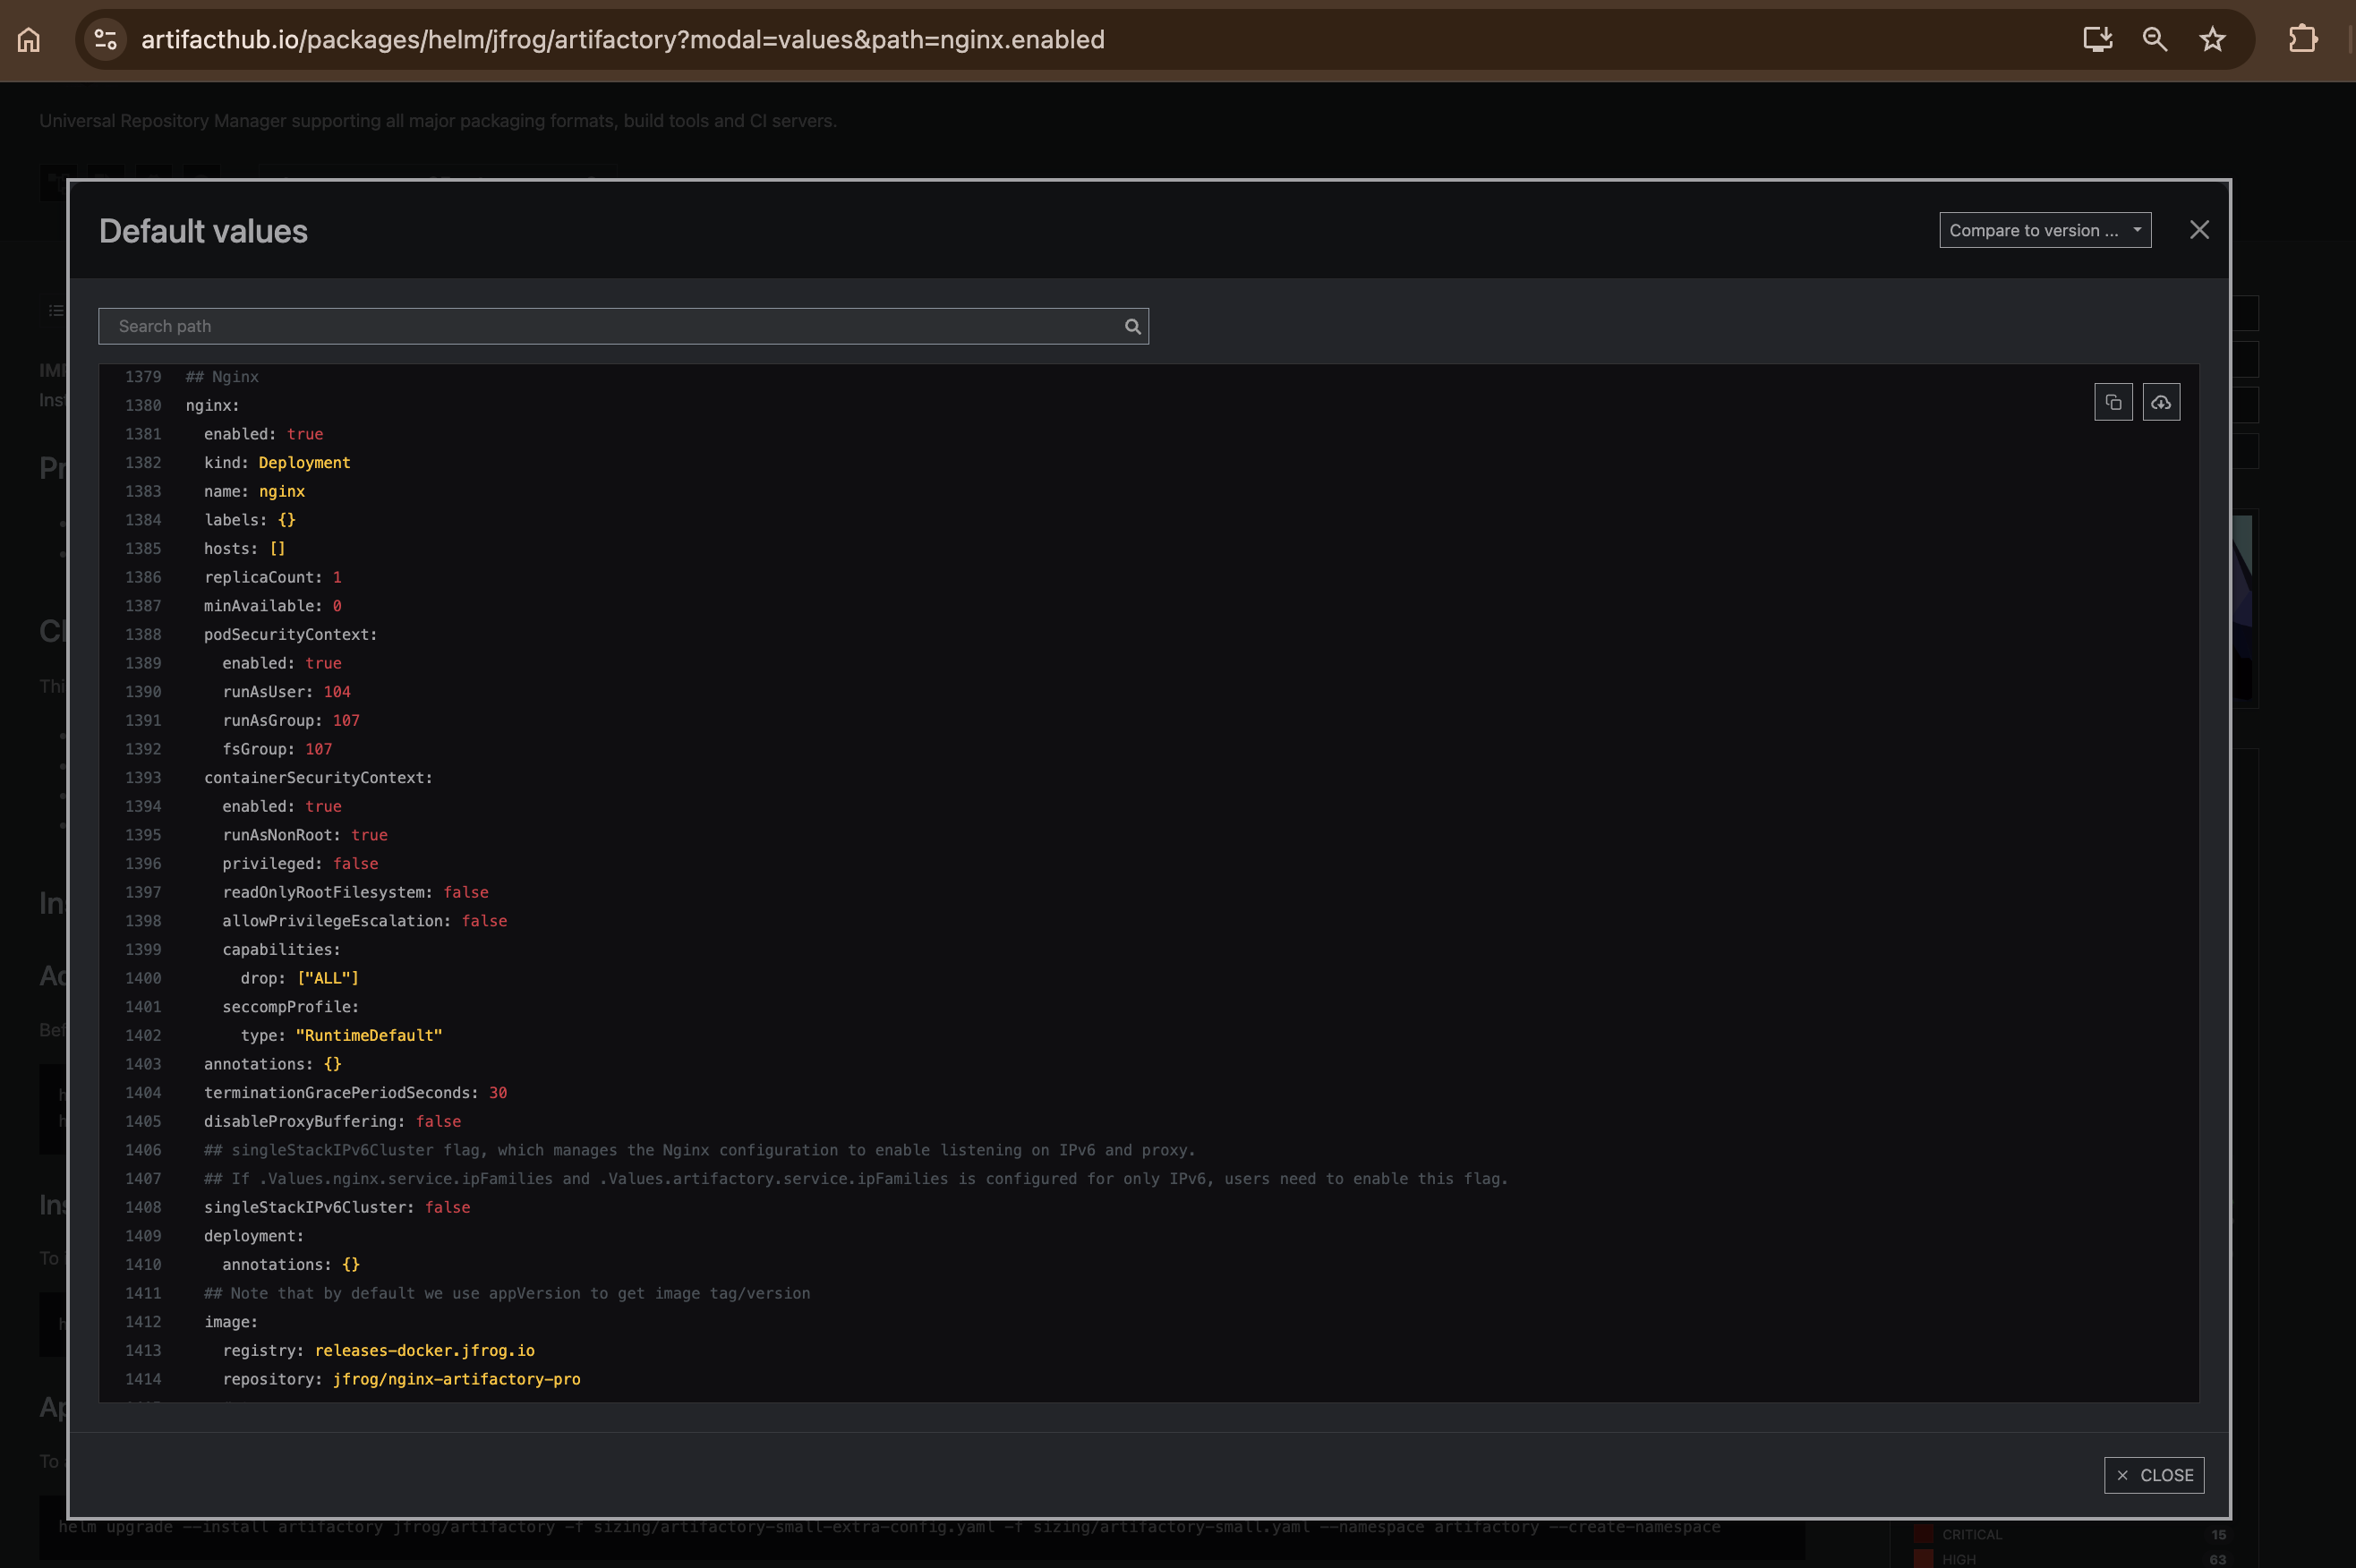 artifacthub.io/packages/helm/jfrog/artifactory?modal=values&path=nginx.enabled
Universal Repository Manager supporting all major packaging formats, build tools and CI servers.
Default values
Compare to version ...
Search path
1379 ## Nginx
1380 nginx:
1381   enabled: true
1382   kind: Deployment
1383   name: nginx
1384   labels: {}
1385   hosts: []
1386   replicaCount: 1
1387   minAvailable: 0
1388   podSecurityContext:
1389     enabled: true
1390     runAsUser: 104
1391     runAsGroup: 107
1392     fsGroup: 107
1393   containerSecurityContext:
1394     enabled: true
1395     runAsNonRoot: true
1396     privileged: false
1397     readOnlyRootFilesystem: false
1398     allowPrivilegeEscalation: false
1399     capabilities:
1400       drop: ["ALL"]
1401     seccompProfile:
1402       type: "RuntimeDefault"
1403   annotations: {}
1404   terminationGracePeriodSeconds: 30
1405   disableProxyBuffering: false
1406   ## singleStackIPv6Cluster flag, which manages the Nginx configuration to enable listening on IPv6 and proxy.
1407   ## If .Values.nginx.service.ipFamilies and .Values.artifactory.service.ipFamilies is configured for only IPv6, users need to enable this flag.
1408   singleStackIPv6Cluster: false
1409   deployment:
1410     annotations: {}
1411   ## Note that by default we use appVersion to get image tag/version
1412   image:
1413     registry: releases-docker.jfrog.io
1414     repository: jfrog/nginx-artifactory-pro
CLOSE
helm upgrade --install artifactory jfrog/artifactory -f sizing/artifactory-small-extra-config.yaml -f sizing/artifactory-small.yaml --namespace artifactory --create-namespace
CRITICAL 15
HIGH 63